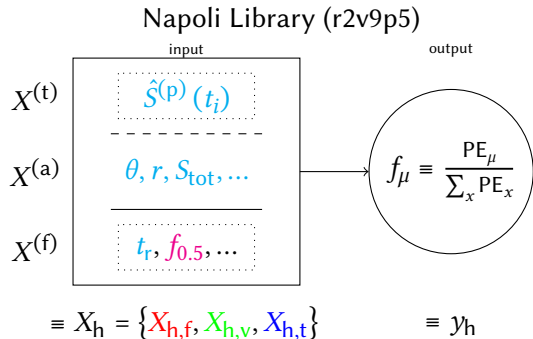 Napoli Library (r2v9p5)
input
output
X^(t)
Ŝ^(p) (t_i)
X^(a)
θ, r, S_tot, ...
f_μ ≡ PE_μ / ∑_x PE_x
X^(f)
t_r, f_0.5, ...
≡ X_h = {X_h,f, X_h,v, X_h,t}
≡ y_h